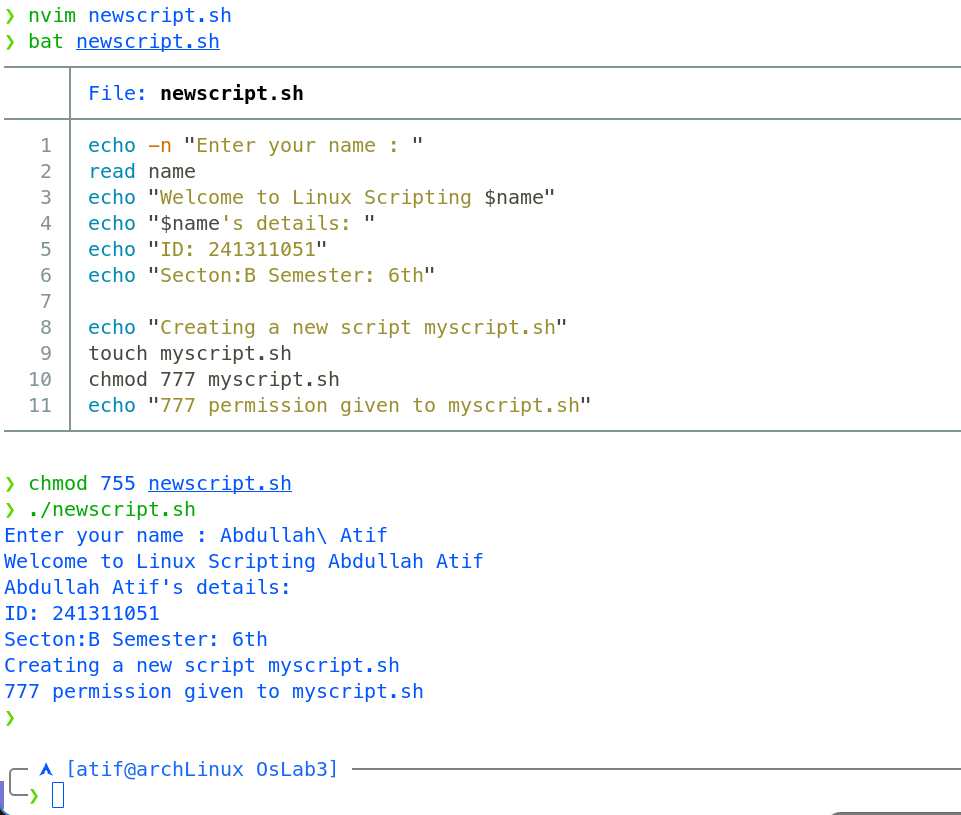 ❯ nvim newscript.sh
❯ bat newscript.sh
File: newscript.sh
1 echo -n "Enter your name : "
2 read name
3 echo "Welcome to Linux Scripting $name"
4 echo "$name's details: "
5 echo "ID: 241311051"
6 echo "Secton:B Semester: 6th"
7
8 echo "Creating a new script myscript.sh"
9 touch myscript.sh
10 chmod 777 myscript.sh
11 echo "777 permission given to myscript.sh"
❯ chmod 755 newscript.sh
❯ ./newscript.sh
Enter your name : Abdullah\ Atif
Welcome to Linux Scripting Abdullah Atif
Abdullah Atif's details:
ID: 241311051
Secton:B Semester: 6th
Creating a new script myscript.sh
777 permission given to myscript.sh
❯
[atif@archLinux OsLab3]
❯